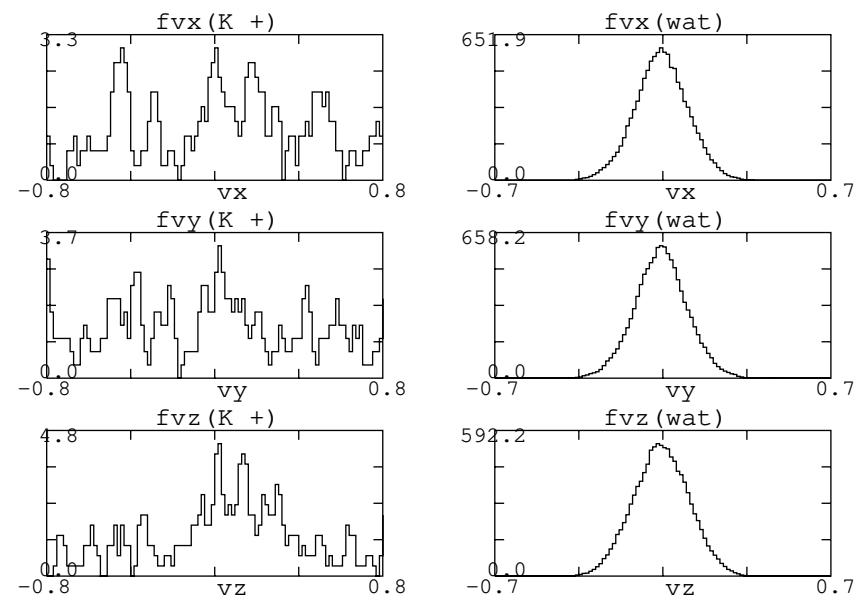 fvx(K +)
3.3
0.0
−0.8 vx 0.8
fvx(wat)
651.9
0.0
−0.7 vx 0.7
fvy(K +)
3.7
0.0
−0.8 vy 0.8
fvy(wat)
658.2
0.0
−0.7 vy 0.7
fvz(K +)
4.8
0.0
−0.8 vz 0.8
fvz(wat)
592.2
0.0
−0.7 vz 0.7